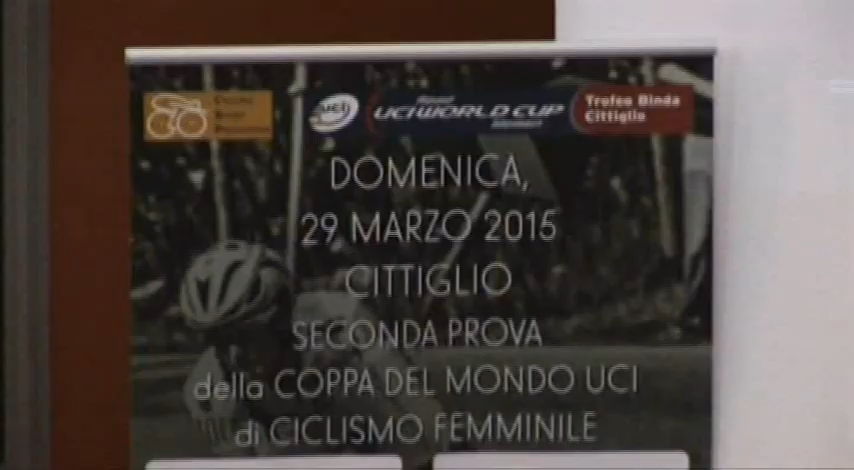 UCI
UCI WORLD CUP
Trofeo Binda
Cittiglio
DOMENICA,
29 MARZO 2015
CITTIGLIO
SECONDA PROVA
della COPPA DEL MONDO UCI
di CICLISMO FEMMINILE